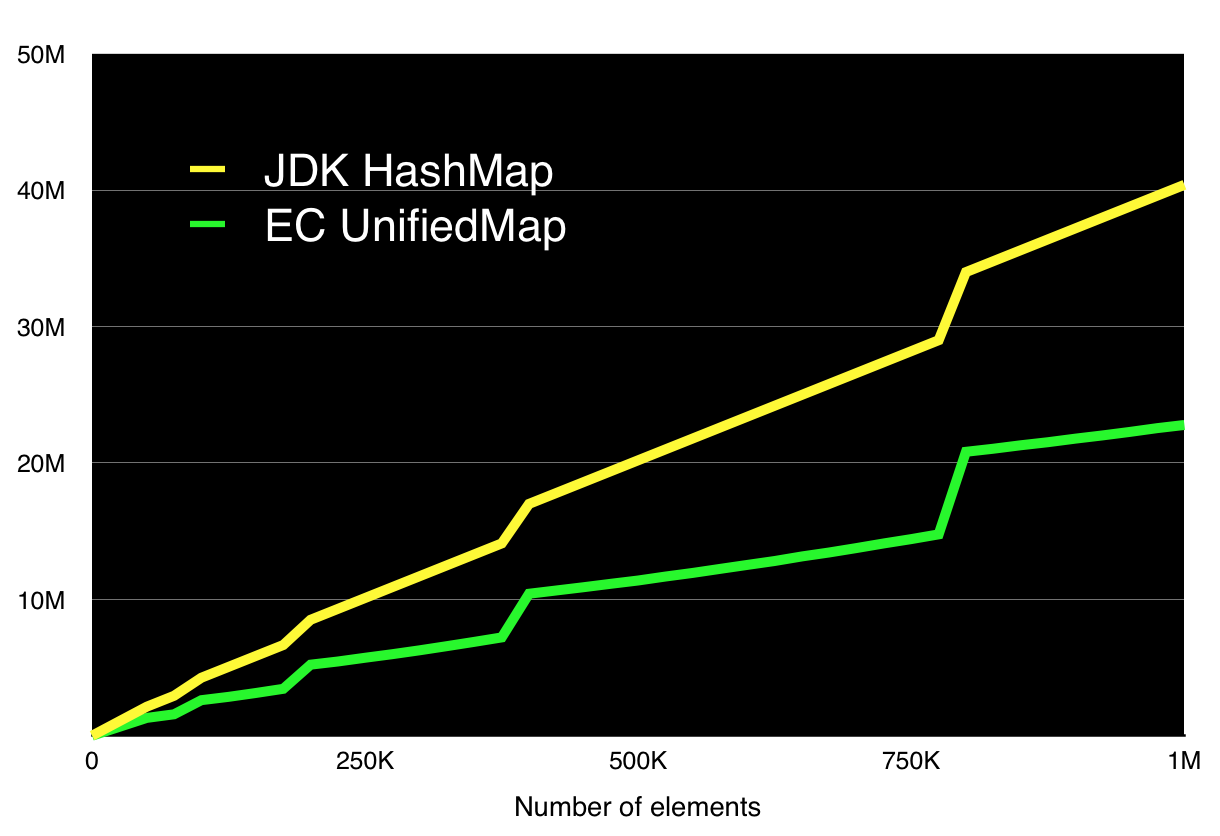 50M
JDK HashMap
40M
EC UnifiedMap
30M
20M
10M
0 250K 500K 750K 1M
Number of elements